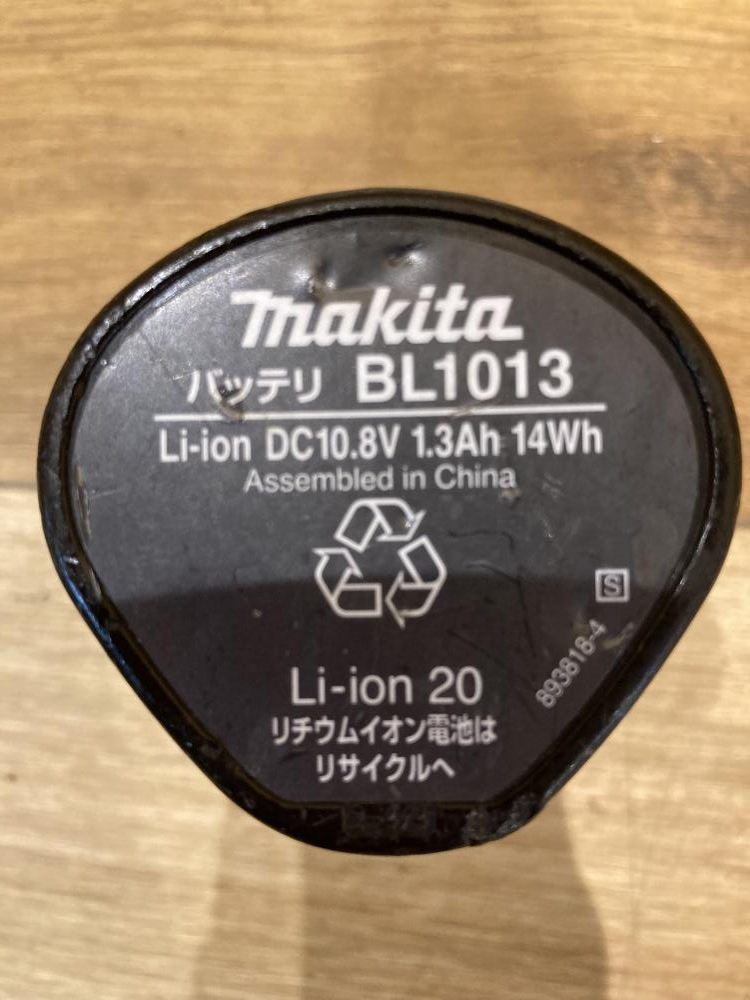 makita
バッテリ BL1013
Li-ion DC10.8V 1.3Ah 14Wh
Assembled in China
S
893818-4
Li-ion 20
リチウムイオン電池は
リサイクルへ